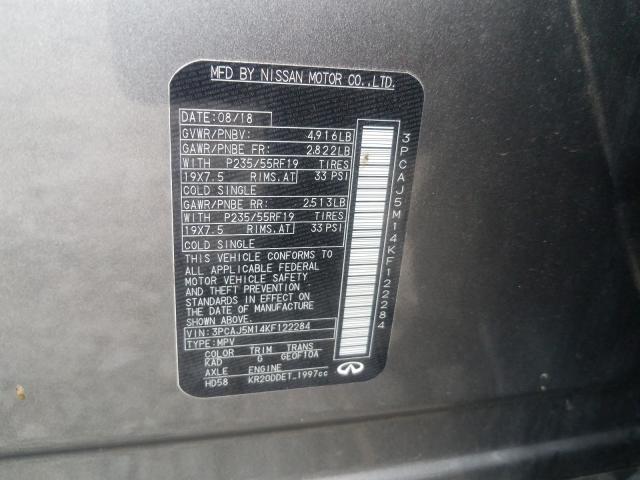 MFD BY NISSAN MOTOR CO.,LTD.
DATE:08/18
GVWR/PNBV: 4,916LB
GAWR/PNBE FR: 2,822LB
WITH P235/55RF19 TIRES
19X7.5 RIMS.AT 33 PSI
COLD SINGLE
GAWR/PNBE RR: 2,513LB
WITH P235/55RF19 TIRES
19X7.5 RIMS.AT 33 PSI
COLD SINGLE
THIS VEHICLE CONFORMS TO
ALL APPLICABLE FEDERAL
MOTOR VEHICLE SAFETY
AND THEFT PREVENTION
STANDARDS IN EFFECT ON
THE DATE OF MANUFACTURE
SHOWN ABOVE.
VIN:3PCAJ5M14KF122284
TYPE:MPV
COLOR TRIM TRANS
KAD G GE0F10A
AXLE ENGINE
HD58 KR20DDET_1997cc
3PCAJ5M14KF122284